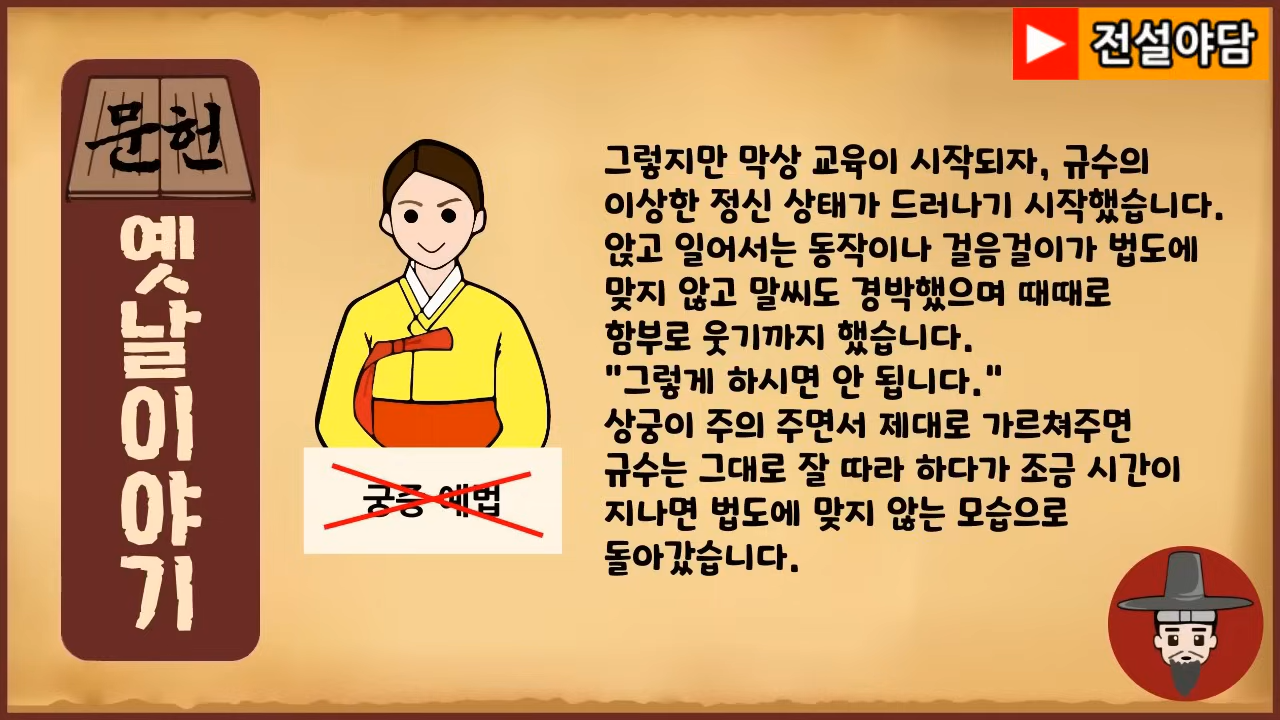 전설야담
문헌
옛날이야기
그렇지만 막상 교육이 시작되자, 규수의
이상한 정신 상태가 드러나기 시작했습니다.
앉고 일어서는 동작이나 걸음걸이가 법도에
맞지 않고 말씨도 경박했으며 때때로
함부로 웃기까지 했습니다.
"그렇게 하시면 안 됩니다."
상궁이 주의 주면서 제대로 가르쳐주면
규수는 그대로 잘 따라 하다가 조금 시간이
지나면 법도에 맞지 않는 모습으로
돌아갔습니다.
궁중 예법